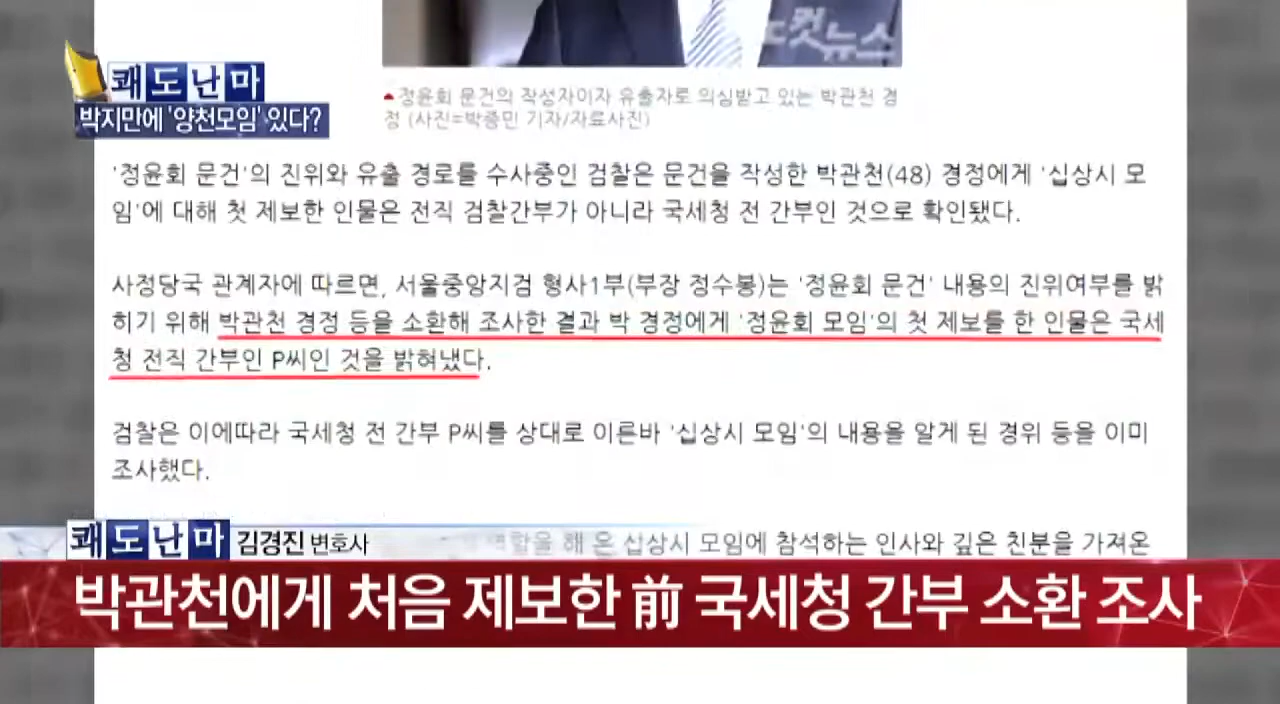 컷뉴스
쾌도난마
박지만에 '양천모임' 있다?
정윤회 문건의 작성자이자 유출자로 의심받고 있는 박관천 경
정 (사진=박종민 기자/자료사진)
'정윤회 문건'의 진위와 유출 경로를 수사중인 검찰은 문건을 작성한 박관천(48) 경정에게 '십상시 모
임'에 대해 첫 제보한 인물은 전직 검찰간부가 아니라 국세청 전 간부인 것으로 확인됐다.
사정당국 관계자에 따르면, 서울중앙지검 형사1부(부장 정수봉)는 '정윤회 문건' 내용의 진위여부를 밝
히기 위해 박관천 경정 등을 소환해 조사한 결과 박 경정에게 '정윤회 모임'의 첫 제보를 한 인물은 국세
청 전직 간부인 P씨인 것을 밝혀냈다.
검찰은 이에따라 국세청 전 간부 P씨를 상대로 이른바 '십상시 모임'의 내용을 알게 된 경위 등을 이미
조사했다.
해 온 십상시 모임에 참석하는 인사와 깊은 친분을 가져온
쾌도난마 김경진 변호사
박관천에게 처음 제보한 前 국세청 간부 소환 조사